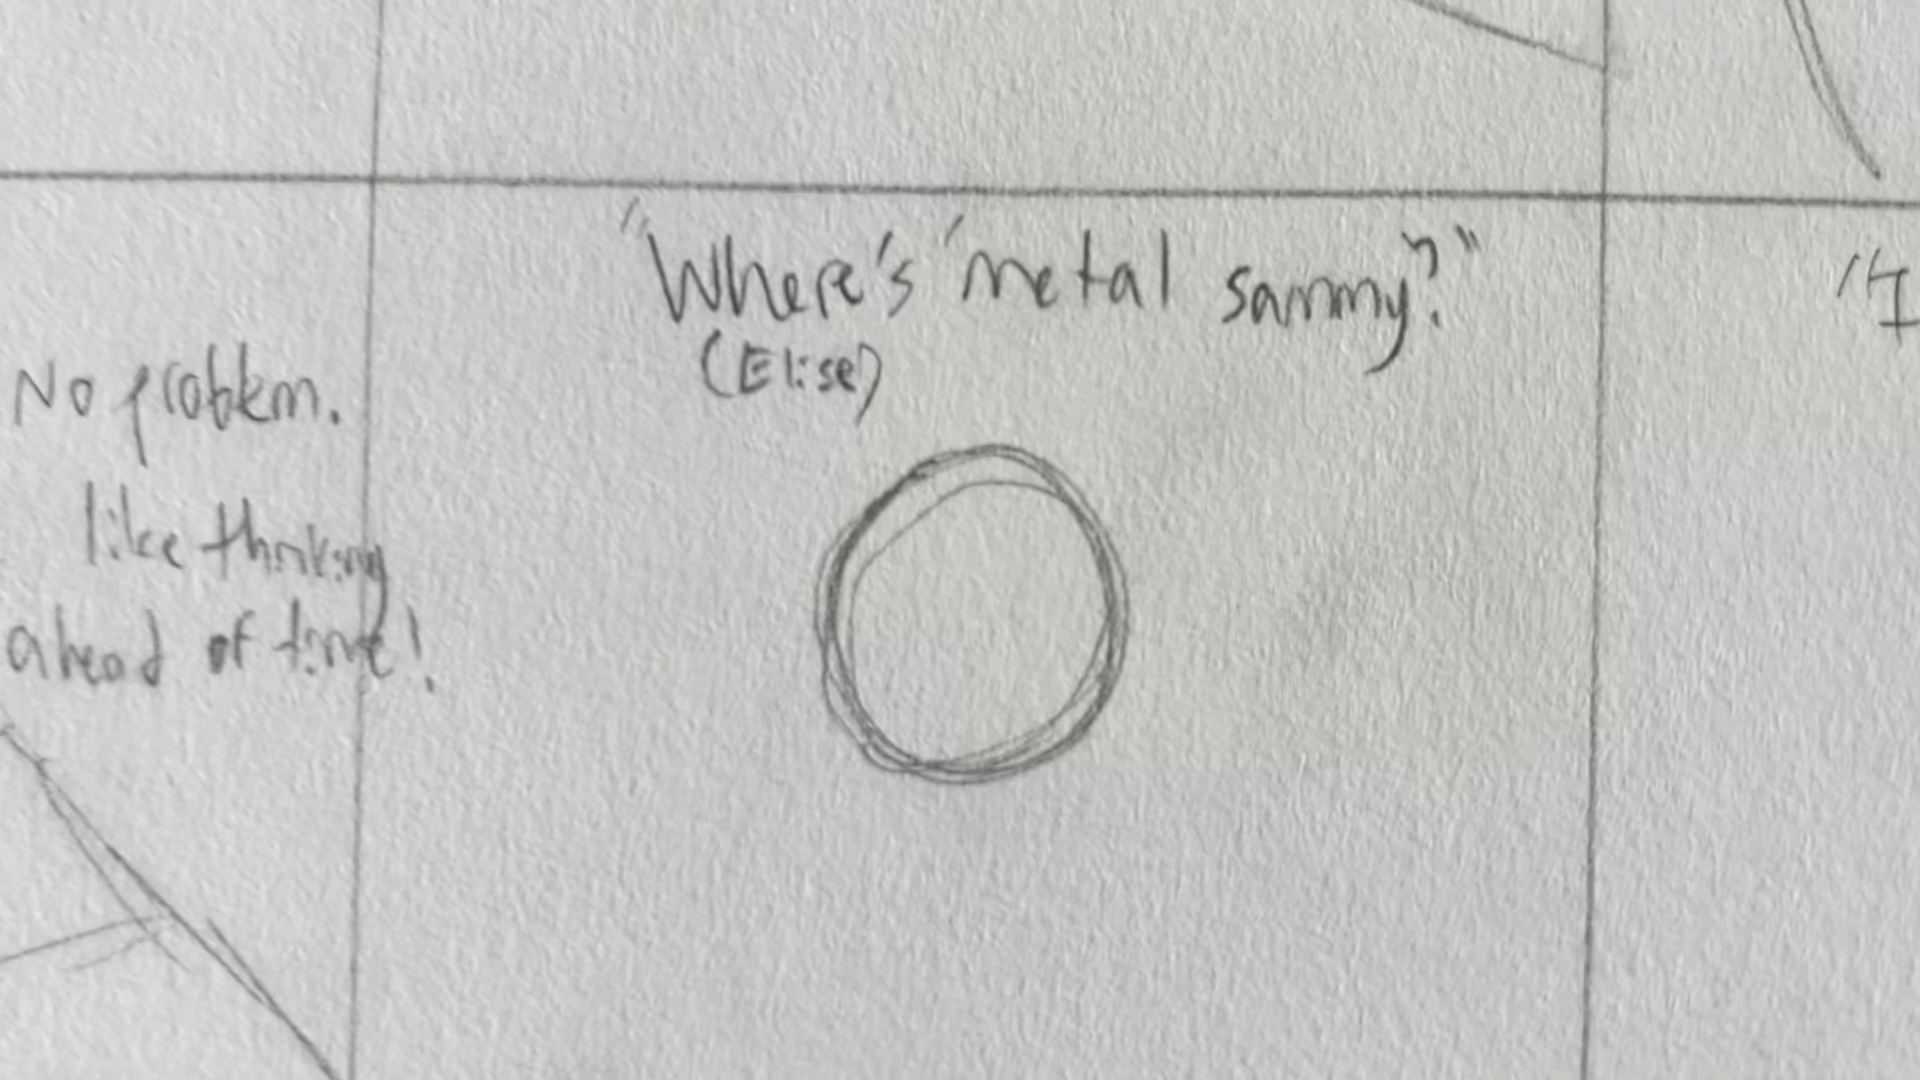 "Where's 'metal sammy?'"
(Elise)
No problem.
like thinking
ahead of time!
"I